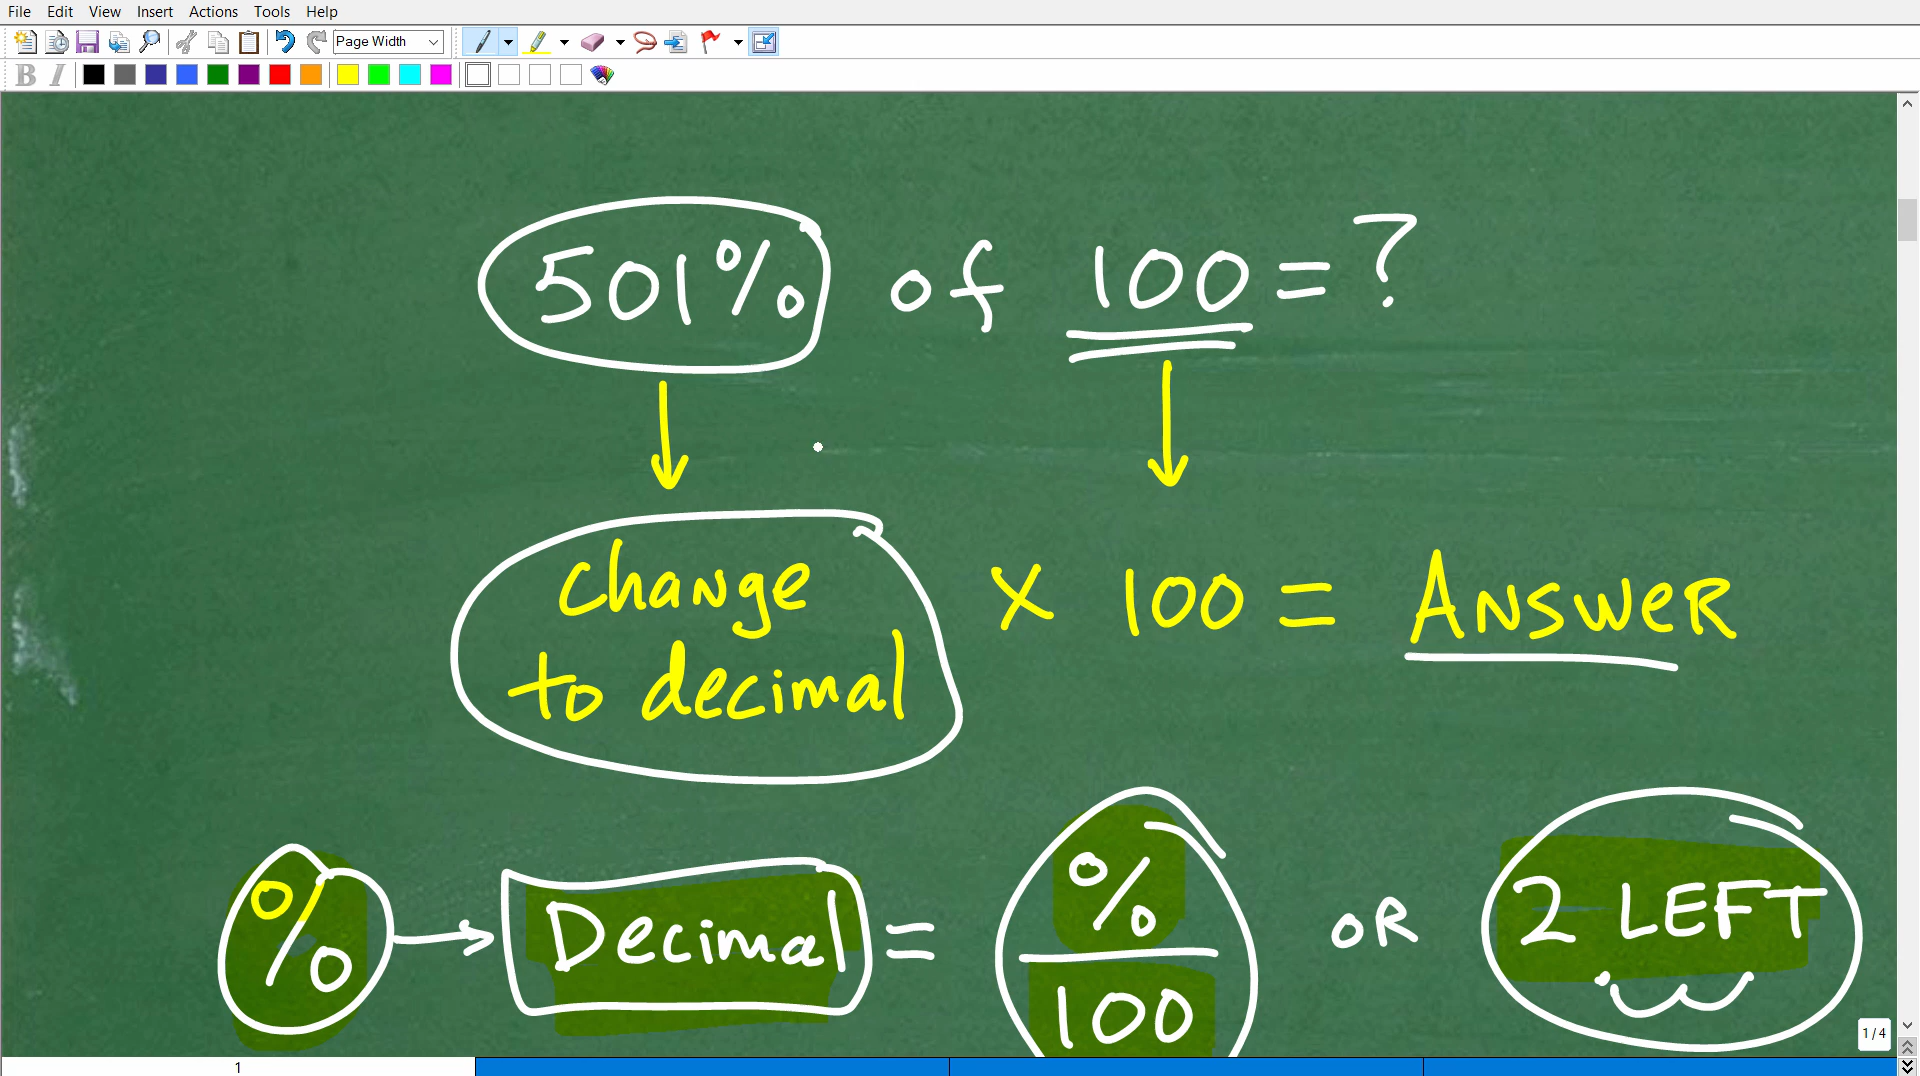 File Edit View Insert Actions Tools Help
Page Width
B I
501% of 100 = ?
Change
to decimal
X 100 = ANSWER
% → Decimal = %/100 OR 2 LEFT
1/4
1